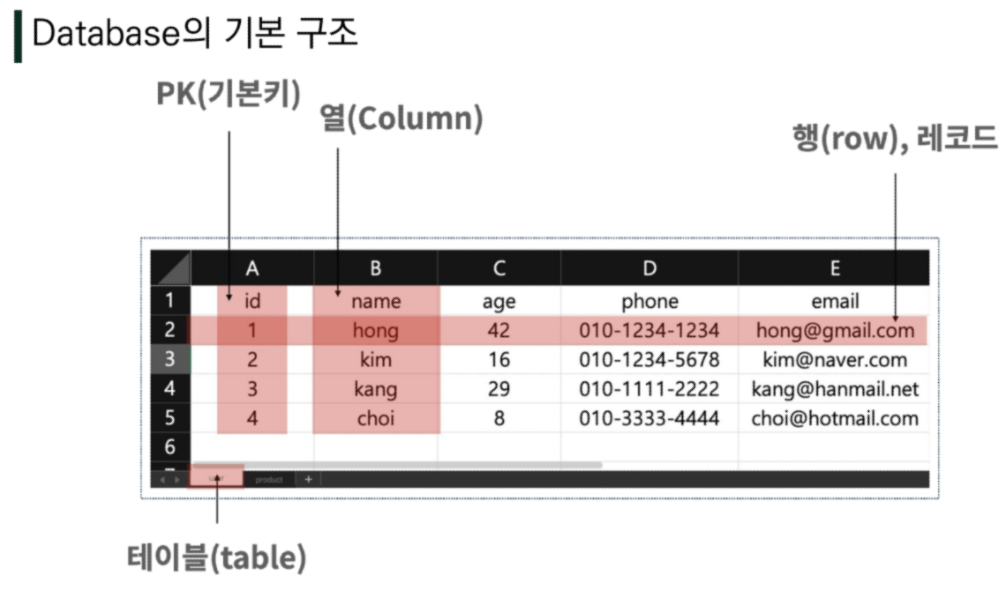 Database의 기본 구조
PK(기본키)
열(Column)
행(row), 레코드
A B C D E
1 id name age phone email
2 1 hong 42 010-1234-1234 hong@gmail.com
3 2 kim 16 010-1234-5678 kim@naver.com
4 3 kang 29 010-1111-2222 kang@hanmail.net
5 4 choi 8 010-3333-4444 choi@hotmail.com
6
product +
테이블(table)